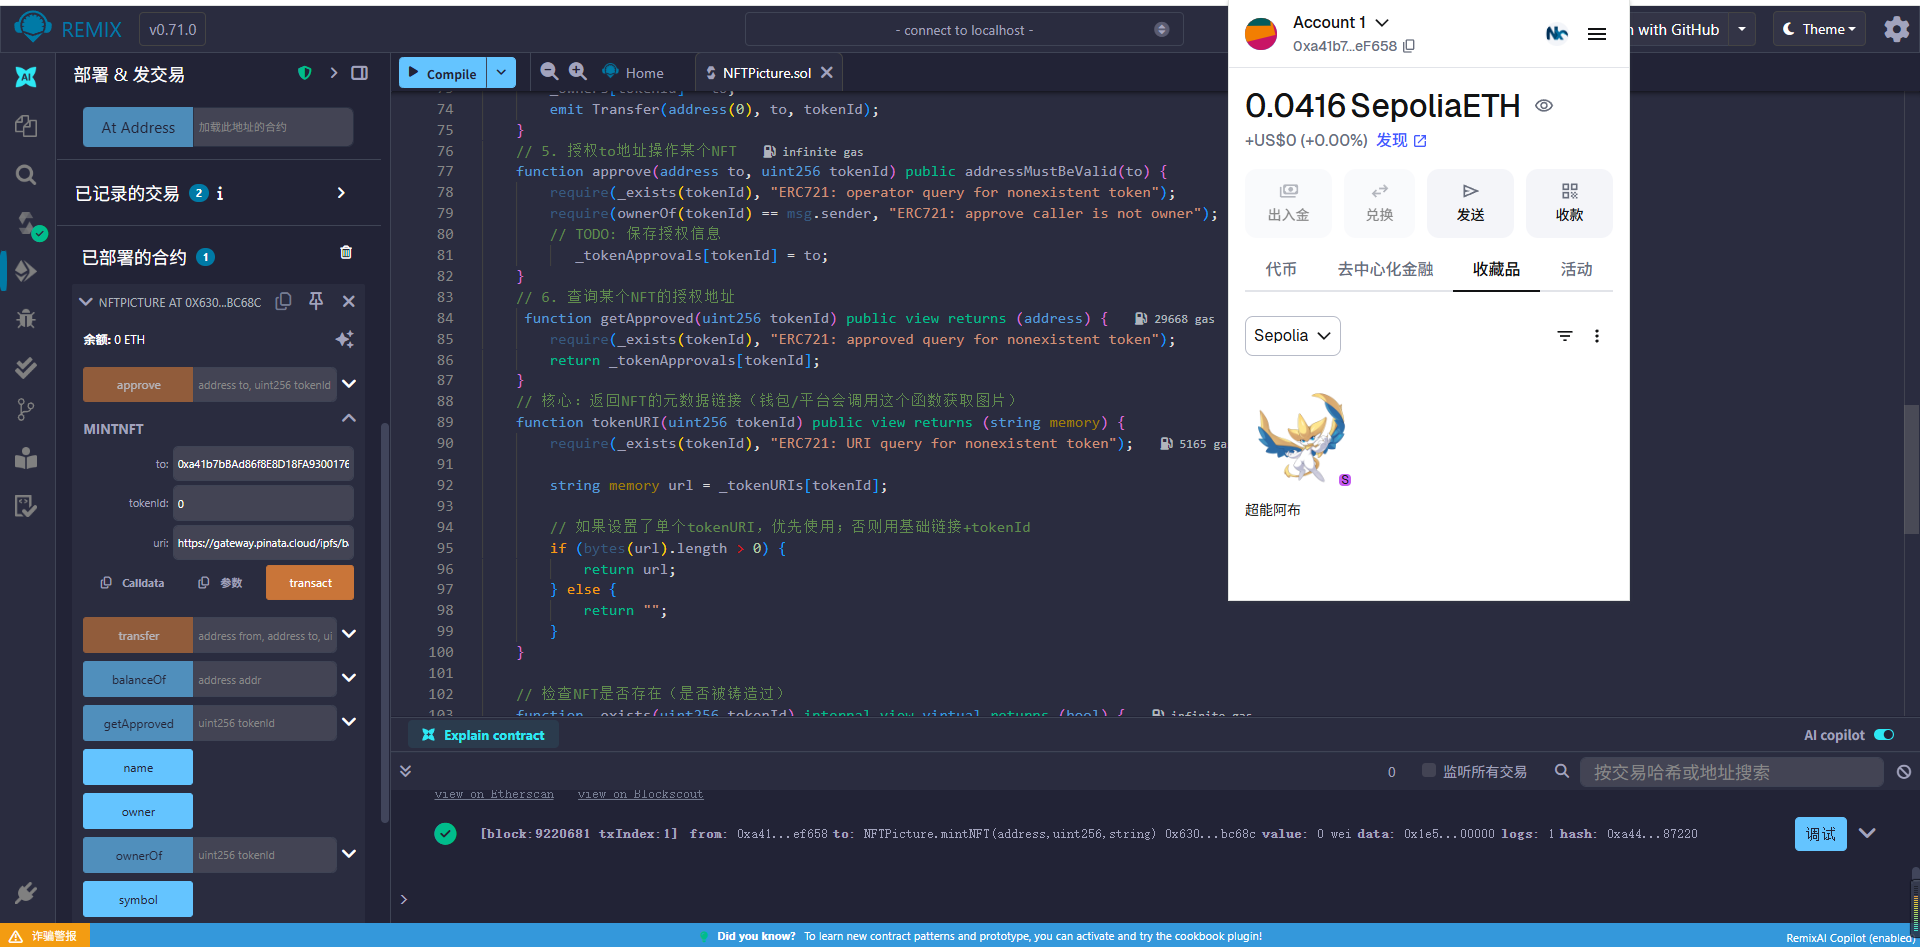 REMIX
v0.71.0
- connect to localhost -
n with GitHub
Theme
部署 & 发交易
At Address
加载此地址的合约
已记录的交易 2 i
已部署的合约 1
NFTPICTURE AT 0X630...BC68C
余额: 0 ETH
approve
address to, uint256 tokenId
MINTNFT
to:
0xa41b7bBAd86f8E8D18FA9300176
tokenId:
0
uri:
https://gateway.pinata.cloud/ipfs/b
Calldata
参数
transact
transfer
address from, address to, ui
balanceOf
address addr
getApproved
uint256 tokenId
name
owner
ownerOf
uint256 tokenId
symbol
诈骗警报
Compile
Home
NFTPicture.sol
74 emit Transfer(address(0), to, tokenId);
75 }
76 // 5. 授权to地址操作某个NFT infinite gas
77 function approve(address to, uint256 tokenId) public addressMustBeValid(to) {
78 require(_exists(tokenId), "ERC721: operator query for nonexistent token");
79 require(ownerOf(tokenId) == msg.sender, "ERC721: approve caller is not owner");
80 // TODO: 保存授权信息
81 _tokenApprovals[tokenId] = to;
82 }
83 // 6. 查询某个NFT的授权地址
84 function getApproved(uint256 tokenId) public view returns (address) { 29668 gas
85 require(_exists(tokenId), "ERC721: approved query for nonexistent token");
86 return _tokenApprovals[tokenId];
87 }
88 // 核心：返回NFT的元数据链接（钱包/平台会调用这个函数获取图片）
89 function tokenURI(uint256 tokenId) public view returns (string memory) {
90 require(_exists(tokenId), "ERC721: URI query for nonexistent token"); 5165 ga
91
92 string memory url = _tokenURIs[tokenId];
93
94 // 如果设置了单个tokenURI，优先使用；否则用基础链接+tokenId
95 if (bytes(url).length > 0) {
96 return url;
97 } else {
98 return "";
99 }
100 }
101
102 // 检查NFT是否存在（是否被铸造过）
103 function _exists(uint256 tokenId) internal view virtual returns (bool) { infinite gas
Explain contract
AI copilot
0
监听所有交易
按交易哈希或地址搜索
view on Etherscan view on Blockscout
[block:9220681 txIndex:1] from: 0xa41...ef658 to: NFTPicture.mintNFT(address,uint256,string) 0x630...bc68c value: 0 wei data: 0x1e5...00000 logs: 1 hash: 0xa44...87220
调试
>
Did you know? To learn new contract patterns and prototype, you can activate and try the cookbook plugin!
RemixAI Copilot (enabled)
Account 1
0xa41b7...eF658
0.0416 SepoliaETH
+US$0 (+0.00%) 发现
出入金
兑换
发送
收款
代币
去中心化金融
收藏品
活动
Sepolia
S
超能阿布